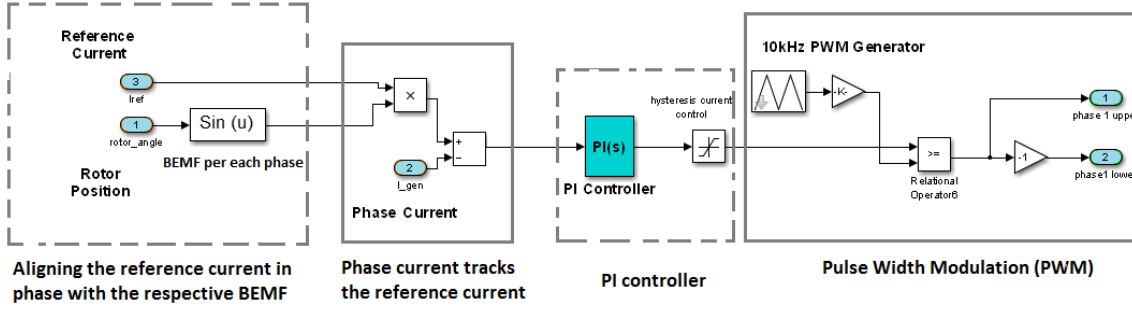 Reference
Current
3
Iref
1
rotor_angle
Sin (u)
BEMF per each phase
Rotor
Position
Aligning the reference current in
phase with the respective BEMF
×
+
−
2
I_gen
Phase Current
Phase current tracks
the reference current
hysteresis current
control
PI(s)
PI Controller
PI controller
10kHz PWM Generator
-K-
>=
Relational
Operator6
-1
1
phase 1 uppe
2
phase1 lowe
Pulse Width Modulation (PWM)